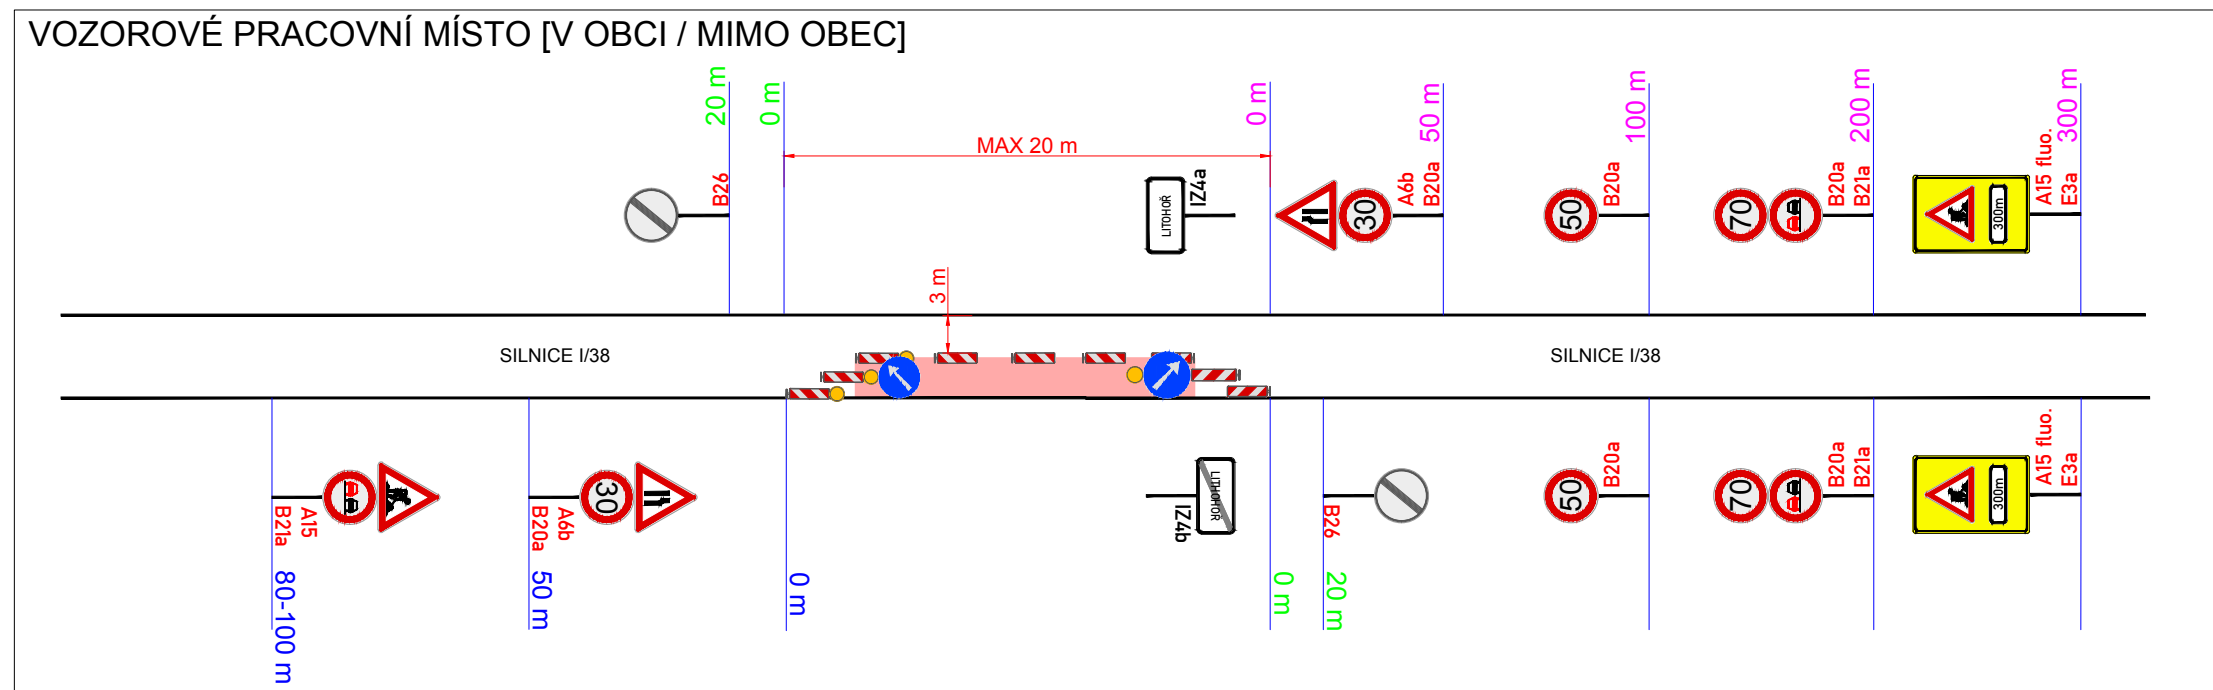 VOZOROVÉ PRACOVNÍ MÍSTO [V OBCI / MIMO OBEC]
20 m
0 m
0 m
50 m
100 m
200 m
300 m
MAX 20 m
B26
LITOHOŘ
IZ4a
30
A6b
B20a
50
B20a
70
B20a
B21a
300m
A15 fluo.
E3a
3 m
SILNICE I/38
SILNICE I/38
A15
B21a
30
A6b
B20a
LITIHOHŘ
IZ4b
B26
50
B20a
70
B20a
B21a
300m
A15 fluo.
E3a
80-100 m
50 m
0 m
0 m
20 m